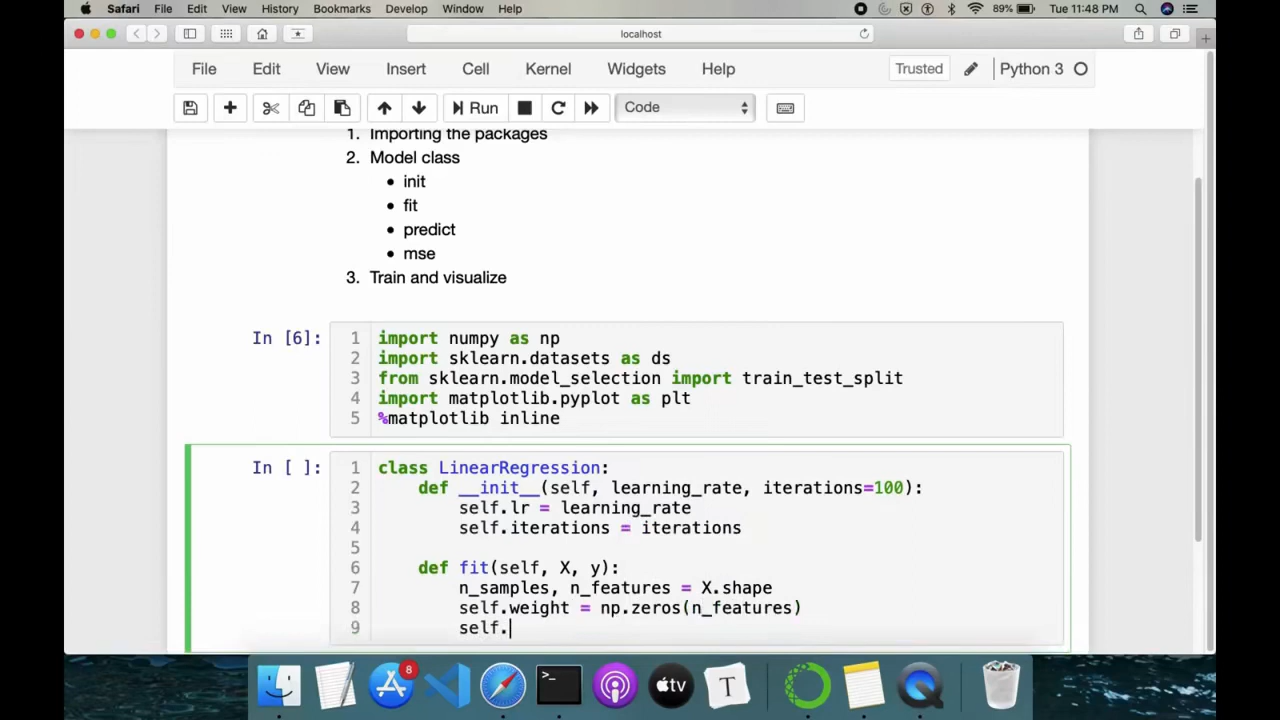 Safari File Edit View History Bookmarks Develop Window Help 89% Tue 11:48 PM
localhost
File Edit View Insert Cell Kernel Widgets Help Trusted Python 3
Run Code
1. Importing the packages
2. Model class
• init
• fit
• predict
• mse
3. Train and visualize
In [6]:
1 import numpy as np
2 import sklearn.datasets as ds
3 from sklearn.model_selection import train_test_split
4 import matplotlib.pyplot as plt
5 %matplotlib inline
In [ ]:
1 class LinearRegression:
2     def __init__(self, learning_rate, iterations=100):
3         self.lr = learning_rate
4         self.iterations = iterations
5
6     def fit(self, X, y):
7         n_samples, n_features = X.shape
8         self.weight = np.zeros(n_features)
9         self.
8
>_
tv
T